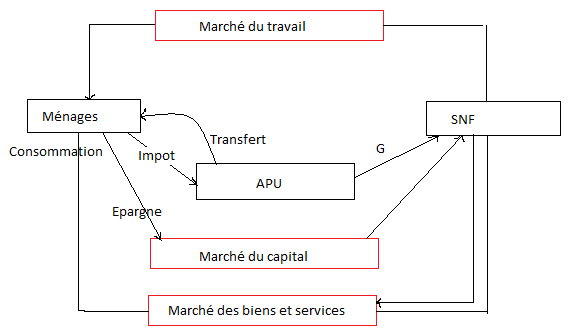 Marché du travail
Ménages
SNF
Consommation
Transfert
Impot
G
APU
Epargne
Marché du capital
Marché des biens et services